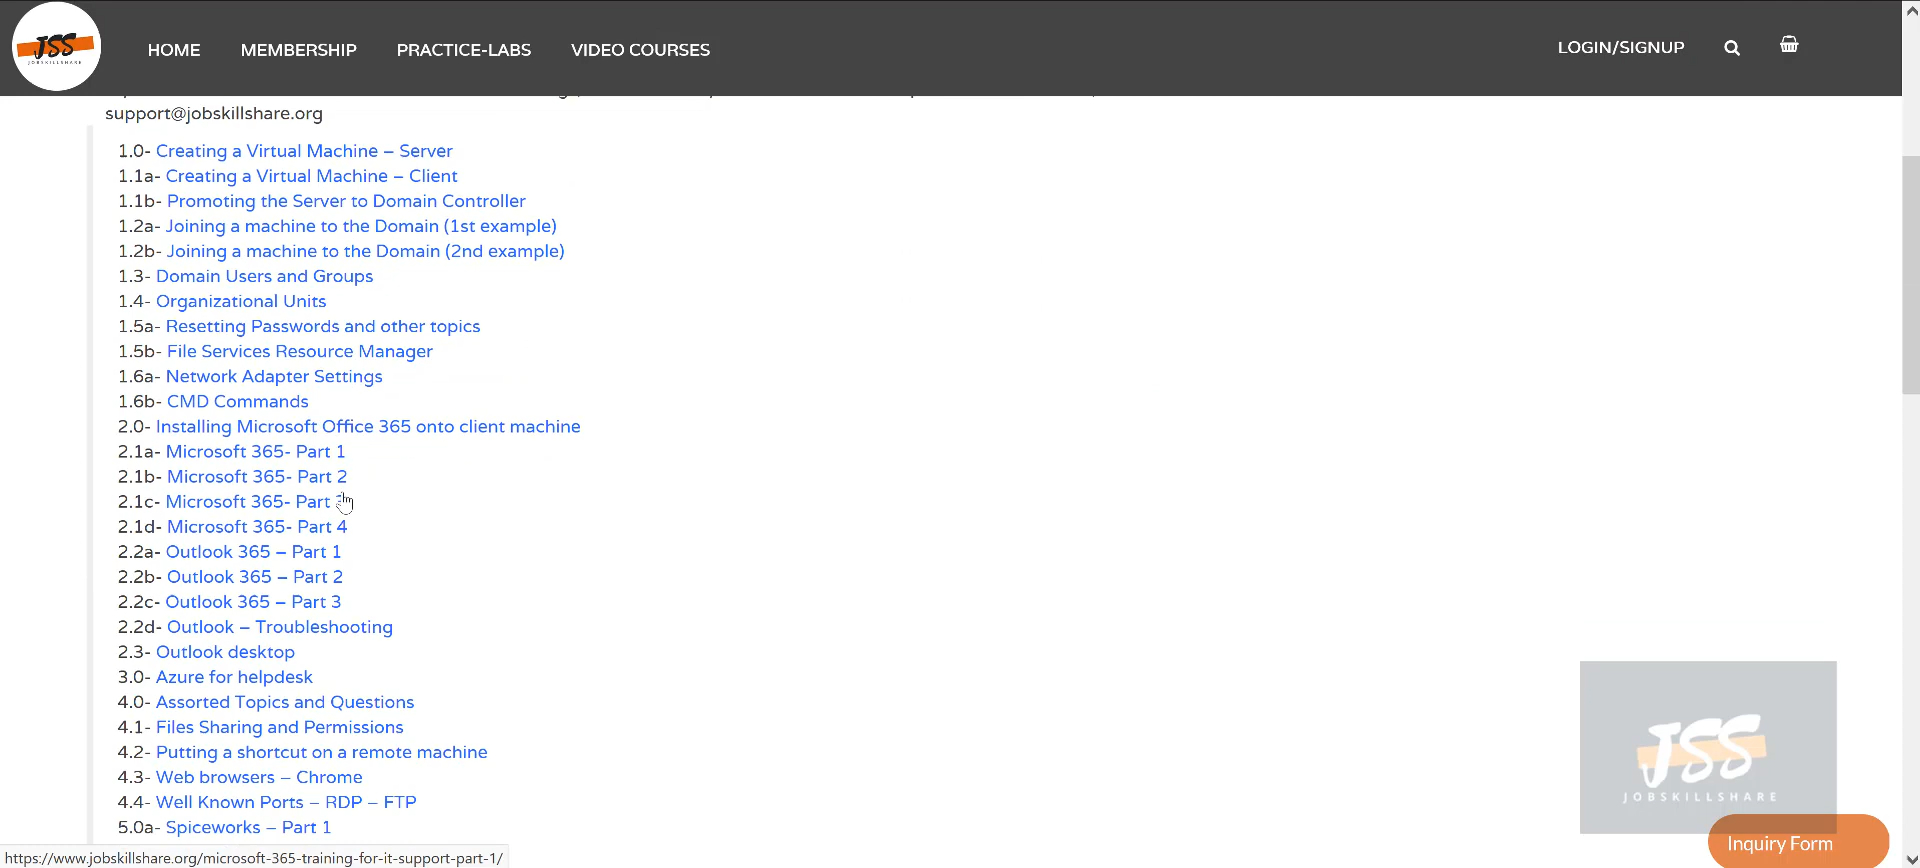 JSS
JOBSKILLSHARE
HOME
MEMBERSHIP
PRACTICE-LABS
VIDEO COURSES
LOGIN/SIGNUP
support@jobskillshare.org
1.0- Creating a Virtual Machine – Server
1.1a- Creating a Virtual Machine – Client
1.1b- Promoting the Server to Domain Controller
1.2a- Joining a machine to the Domain (1st example)
1.2b- Joining a machine to the Domain (2nd example)
1.3- Domain Users and Groups
1.4- Organizational Units
1.5a- Resetting Passwords and other topics
1.5b- File Services Resource Manager
1.6a- Network Adapter Settings
1.6b- CMD Commands
2.0- Installing Microsoft Office 365 onto client machine
2.1a- Microsoft 365- Part 1
2.1b- Microsoft 365- Part 2
2.1c- Microsoft 365- Part
2.1d- Microsoft 365- Part 4
2.2a- Outlook 365 – Part 1
2.2b- Outlook 365 – Part 2
2.2c- Outlook 365 – Part 3
2.2d- Outlook – Troubleshooting
2.3- Outlook desktop
3.0- Azure for helpdesk
4.0- Assorted Topics and Questions
4.1- Files Sharing and Permissions
4.2- Putting a shortcut on a remote machine
4.3- Web browsers – Chrome
4.4- Well Known Ports – RDP – FTP
5.0a- Spiceworks – Part 1
JSS
JOBSKILLSHARE
Inquiry Form
https://www.jobskillshare.org/microsoft-365-training-for-it-support-part-1/